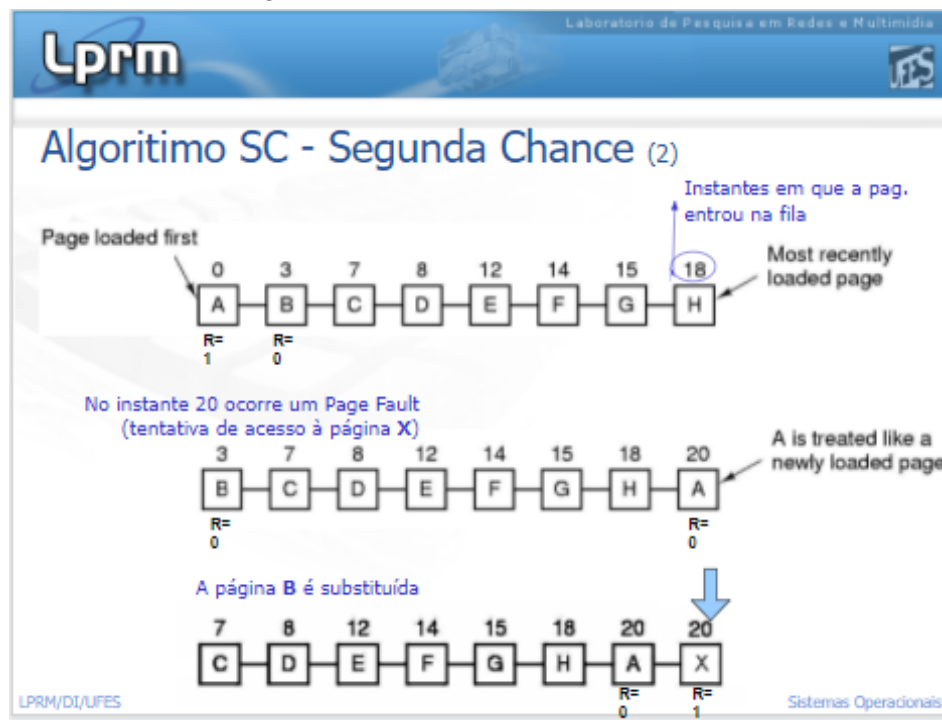 Laboratorio de Pesquisa em Redes e Multimídia
Lprm
UFES
Algoritimo SC - Segunda Chance (2)
Instantes em que a pag.
entrou na fila
Page loaded first
Most recently
loaded page
0 3 7 8 12 14 15 18
A B C D E F G H
R= R=
1 0
No instante 20 ocorre um Page Fault
(tentativa de acesso à página X)
A is treated like a
newly loaded page
3 7 8 12 14 15 18 20
B C D E F G H A
R= R=
0 0
A página B é substituída
7 8 12 14 15 18 20 20
C D E F G H A X
R= R=
0 1
LPRM/DI/UFES
Sistemas Operacionais